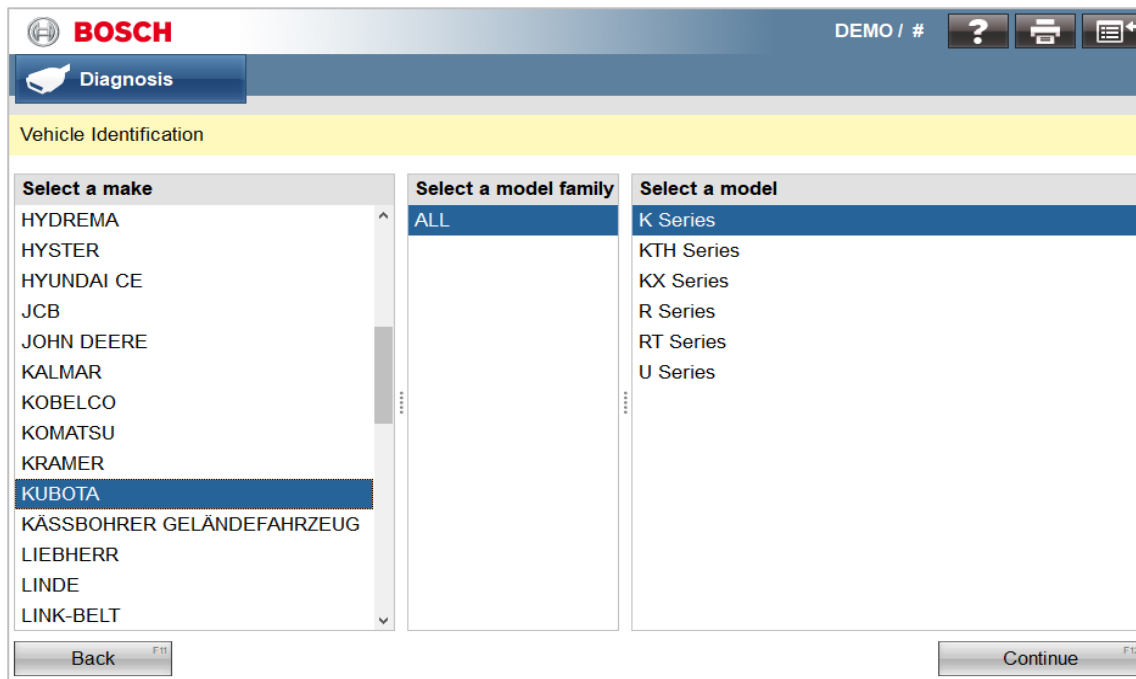 BOSCH
DEMO / #
?
Diagnosis
Vehicle Identification
Select a make
HYDREMA
HYSTER
HYUNDAI CE
JCB
JOHN DEERE
KALMAR
KOBELCO
KOMATSU
KRAMER
KUBOTA
KÄSSBOHRER GELÄNDEFAHRZEUG
LIEBHERR
LINDE
LINK-BELT
Select a model family
ALL
Select a model
K Series
KTH Series
KX Series
R Series
RT Series
U Series
Back F11
Continue F12